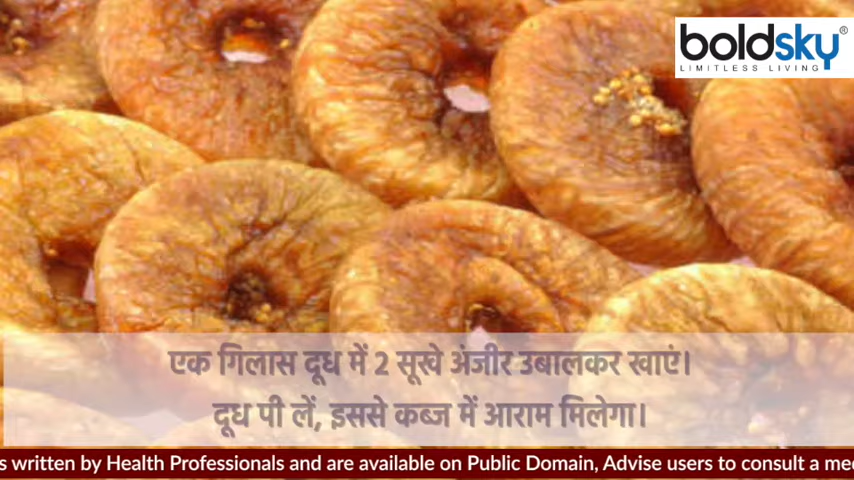 boldsky®
LIMITLESS LIVING
एक गिलास दूध में 2 सूखे अंजीर उबालकर खाएं।
दूध पी लें, इससे कब्ज में आराम मिलेगा।
s written by Health Professionals and are available on Public Domain, Advise users to consult a me